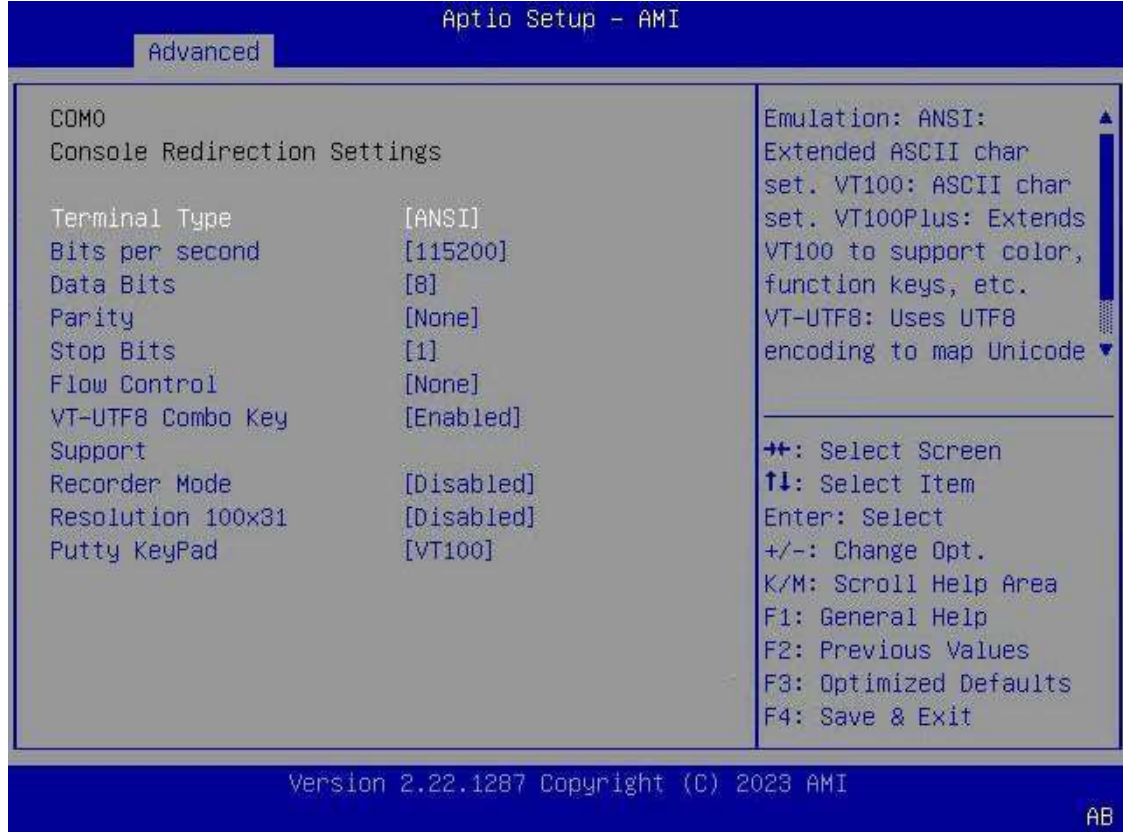 Aptio Setup – AMI
Advanced
COM0
Console Redirection Settings
Terminal Type [ANSI]
Bits per second [115200]
Data Bits [8]
Parity [None]
Stop Bits [1]
Flow Control [None]
VT-UTF8 Combo Key [Enabled]
Support
Recorder Mode [Disabled]
Resolution 100x31 [Disabled]
Putty KeyPad [VT100]
Emulation: ANSI:
Extended ASCII char
set. VT100: ASCII char
set. VT100Plus: Extends
VT100 to support color,
function keys, etc.
VT-UTF8: Uses UTF8
encoding to map Unicode
→←: Select Screen
↑↓: Select Item
Enter: Select
+/-: Change Opt.
K/M: Scroll Help Area
F1: General Help
F2: Previous Values
F3: Optimized Defaults
F4: Save & Exit
Version 2.22.1287 Copyright (C) 2023 AMI
AB